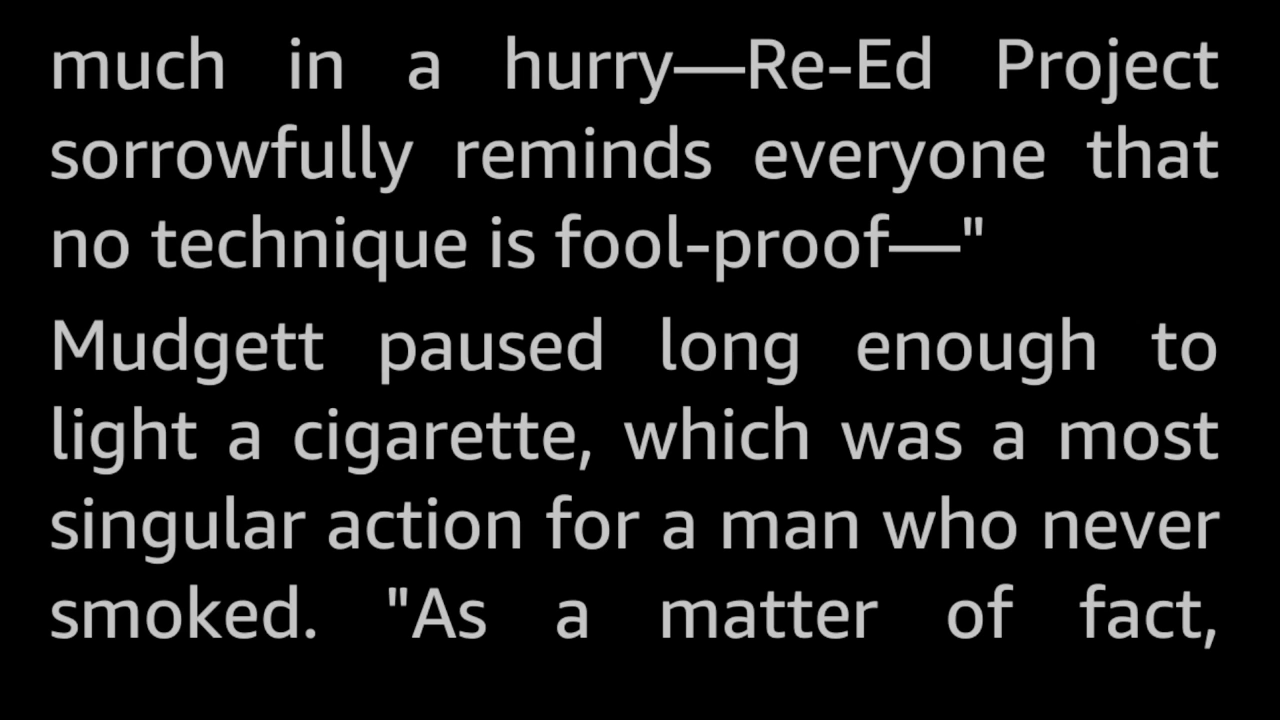 much in a hurry—Re-Ed Project
sorrowfully reminds everyone that
no technique is fool-proof—"
Mudgett paused long enough to
light a cigarette, which was a most
singular action for a man who never
smoked. "As a matter of fact,